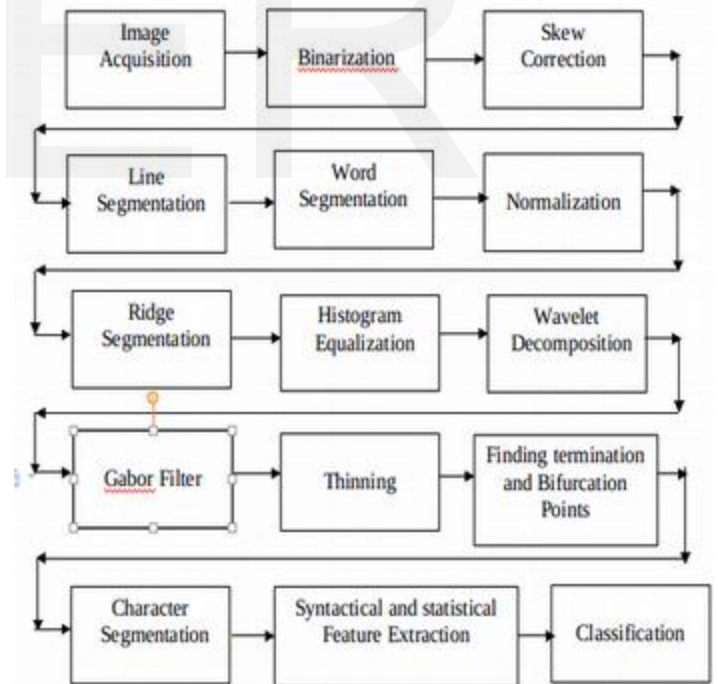 ER
Image
Acquisition
Binarization
Skew
Correction
Line
Segmentation
Word
Segmentation
Normalization
Ridge
Segmentation
Histogram
Equalization
Wavelet
Decomposition
Gabor Filter
Thinning
Finding termination
and Bifurcation
Points
Character
Segmentation
Syntactical and statistical
Feature Extraction
Classification